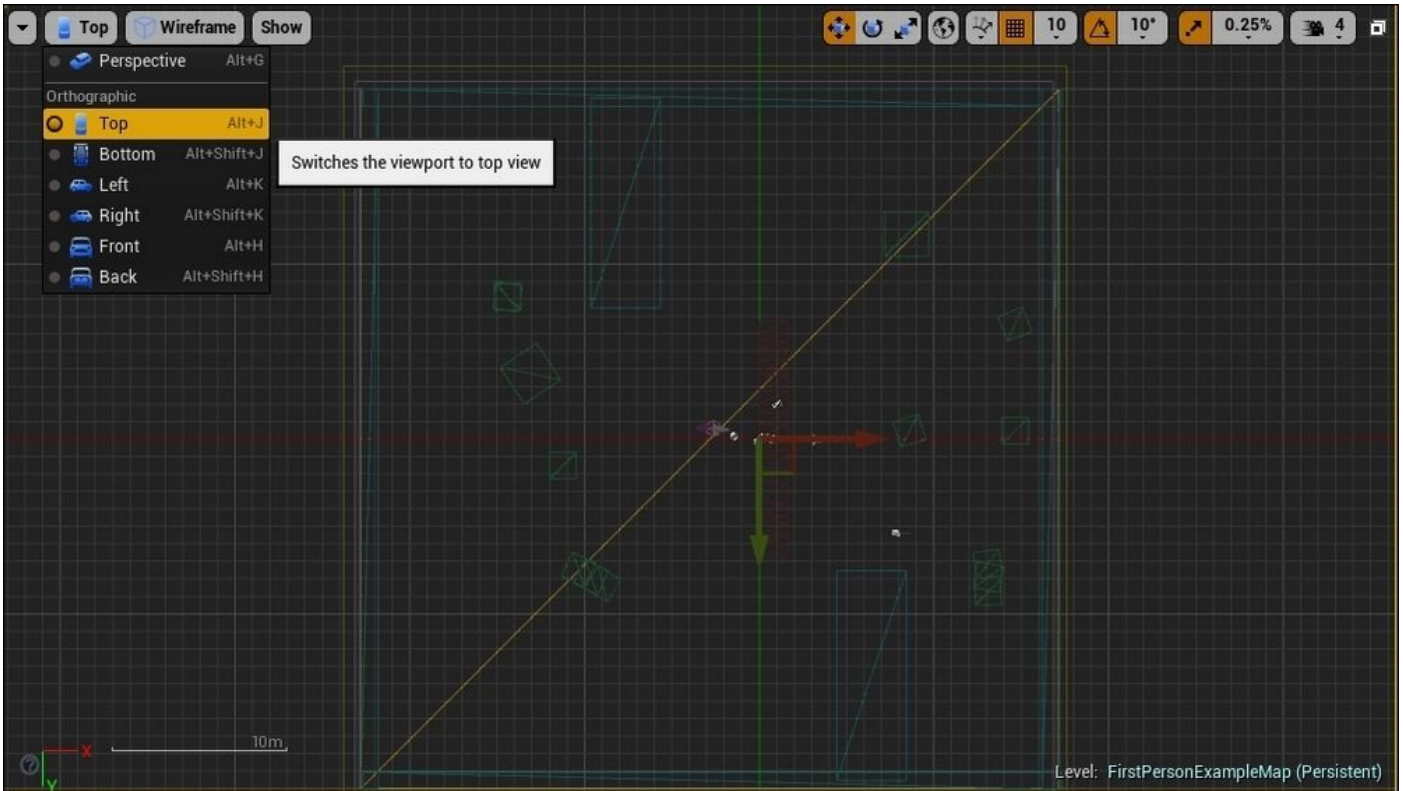 Top Wireframe Show 10 10° 0.25% 4
Perspective Alt+G
Orthographic
Top Alt+J
Bottom Alt+Shift+J
Switches the viewport to top view
Left Alt+K
Right Alt+Shift+K
Front Alt+H
Back Alt+Shift+H
10m
X
?
Y
Level: FirstPersonExampleMap (Persistent)